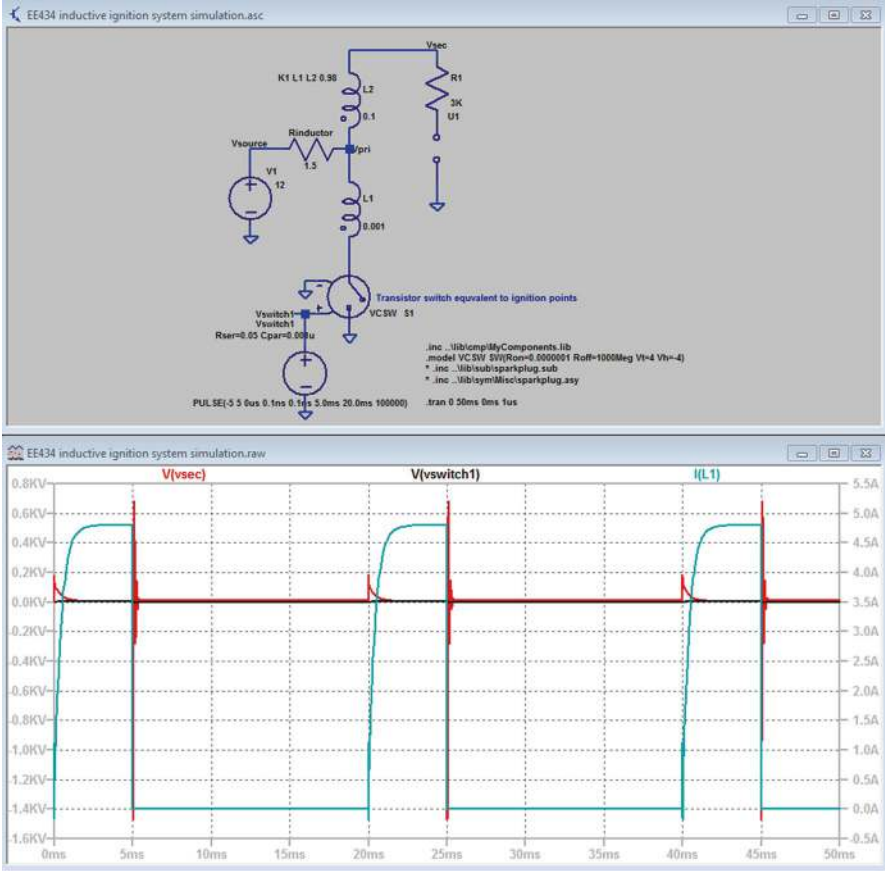 EE434 inductive ignition system simulation.asc
Vsec
K1 L1 L2 0.98
L2
R1
3K
U1
0.1
Rinductor
Vsource
Vpri
1.5
V1
12
L1
0.001
Transistor switch equvalent to ignition points
Vswitch1
VCSW S1
Vswitch1
Rser=0.05 Cpar=0.001u
.inc ..\lib\cmp\MyComponents.lib
.model VCSW SW(Ron=0.0000001 Roff=1000Meg Vt=4 Vh=-4)
* .inc ..\lib\sub\sparkplug.sub
* .inc ..\lib\sym\Misc\sparkplug.asy
PULSE(-5 5 0us 0.1ns 0.1ns 5.0ms 20.0ms 100000)
.tran 0 50ms 0ms 1us
EE434 inductive ignition system simulation.raw
V(vsec) V(vswitch1) I(L1)
0.8KV 5.5A
0.6KV 5.0A
0.4KV 4.5A
0.2KV 4.0A
0.0KV 3.5A
-0.2KV 3.0A
-0.4KV 2.5A
-0.6KV 2.0A
-0.8KV 1.5A
-1.0KV 1.0A
-1.2KV 0.5A
-1.4KV 0.0A
-1.6KV -0.5A
0ms 5ms 10ms 15ms 20ms 25ms 30ms 35ms 40ms 45ms 50ms